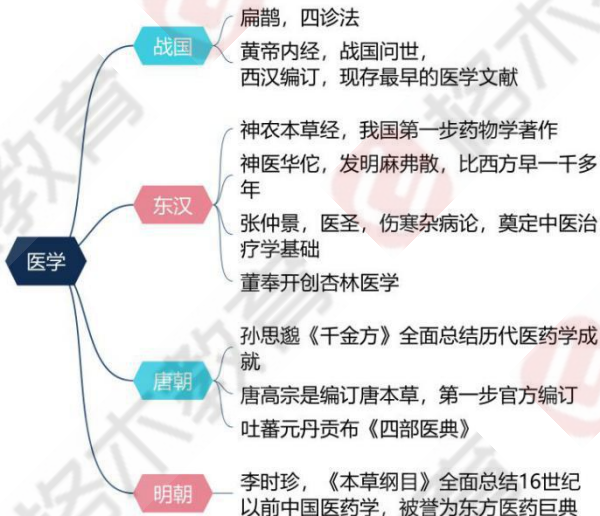 战国
扁鹊，四诊法
黄帝内经，战国问世，
西汉编订，现存最早的医学文献
东汉
神农本草经，我国第一步药物学著作
神医华佗，发明麻弗散，比西方早一千多
年
张仲景，医圣，伤寒杂病论，奠定中医治
疗学基础
董奉开创杏林医学
医学
唐朝
孙思邈《千金方》全面总结历代医药学成
就
唐高宗是编订唐本草，第一步官方编订
吐蕃元丹贡布《四部医典》
明朝
李时珍，《本草纲目》全面总结16世纪
以前中国医药学，被誉为东方医药巨典
格木教育